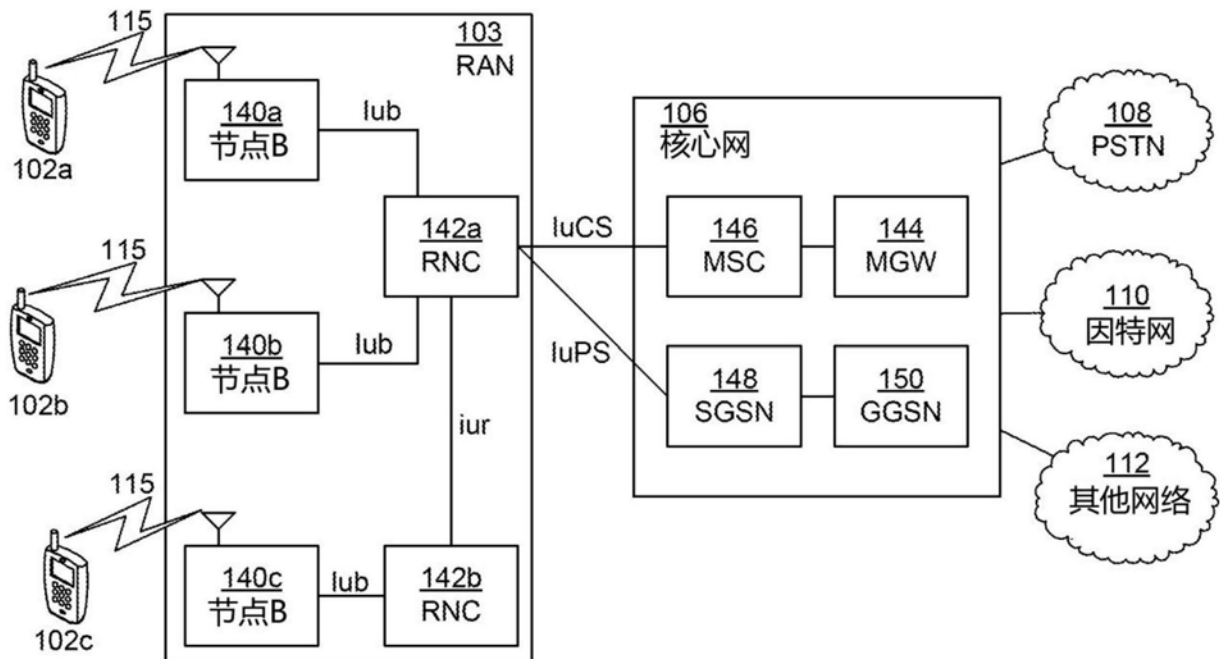 115
103
RAN
102a
140a
节点B
Iub
106
核心网
108
PSTN
142a
RNC
IuCS
146
MSC
144
MGW
115
102b
140b
节点B
Iub
IuPS
148
SGSN
150
GGSN
110
因特网
iur
115
102c
140c
节点B
Iub
142b
RNC
112
其他网络